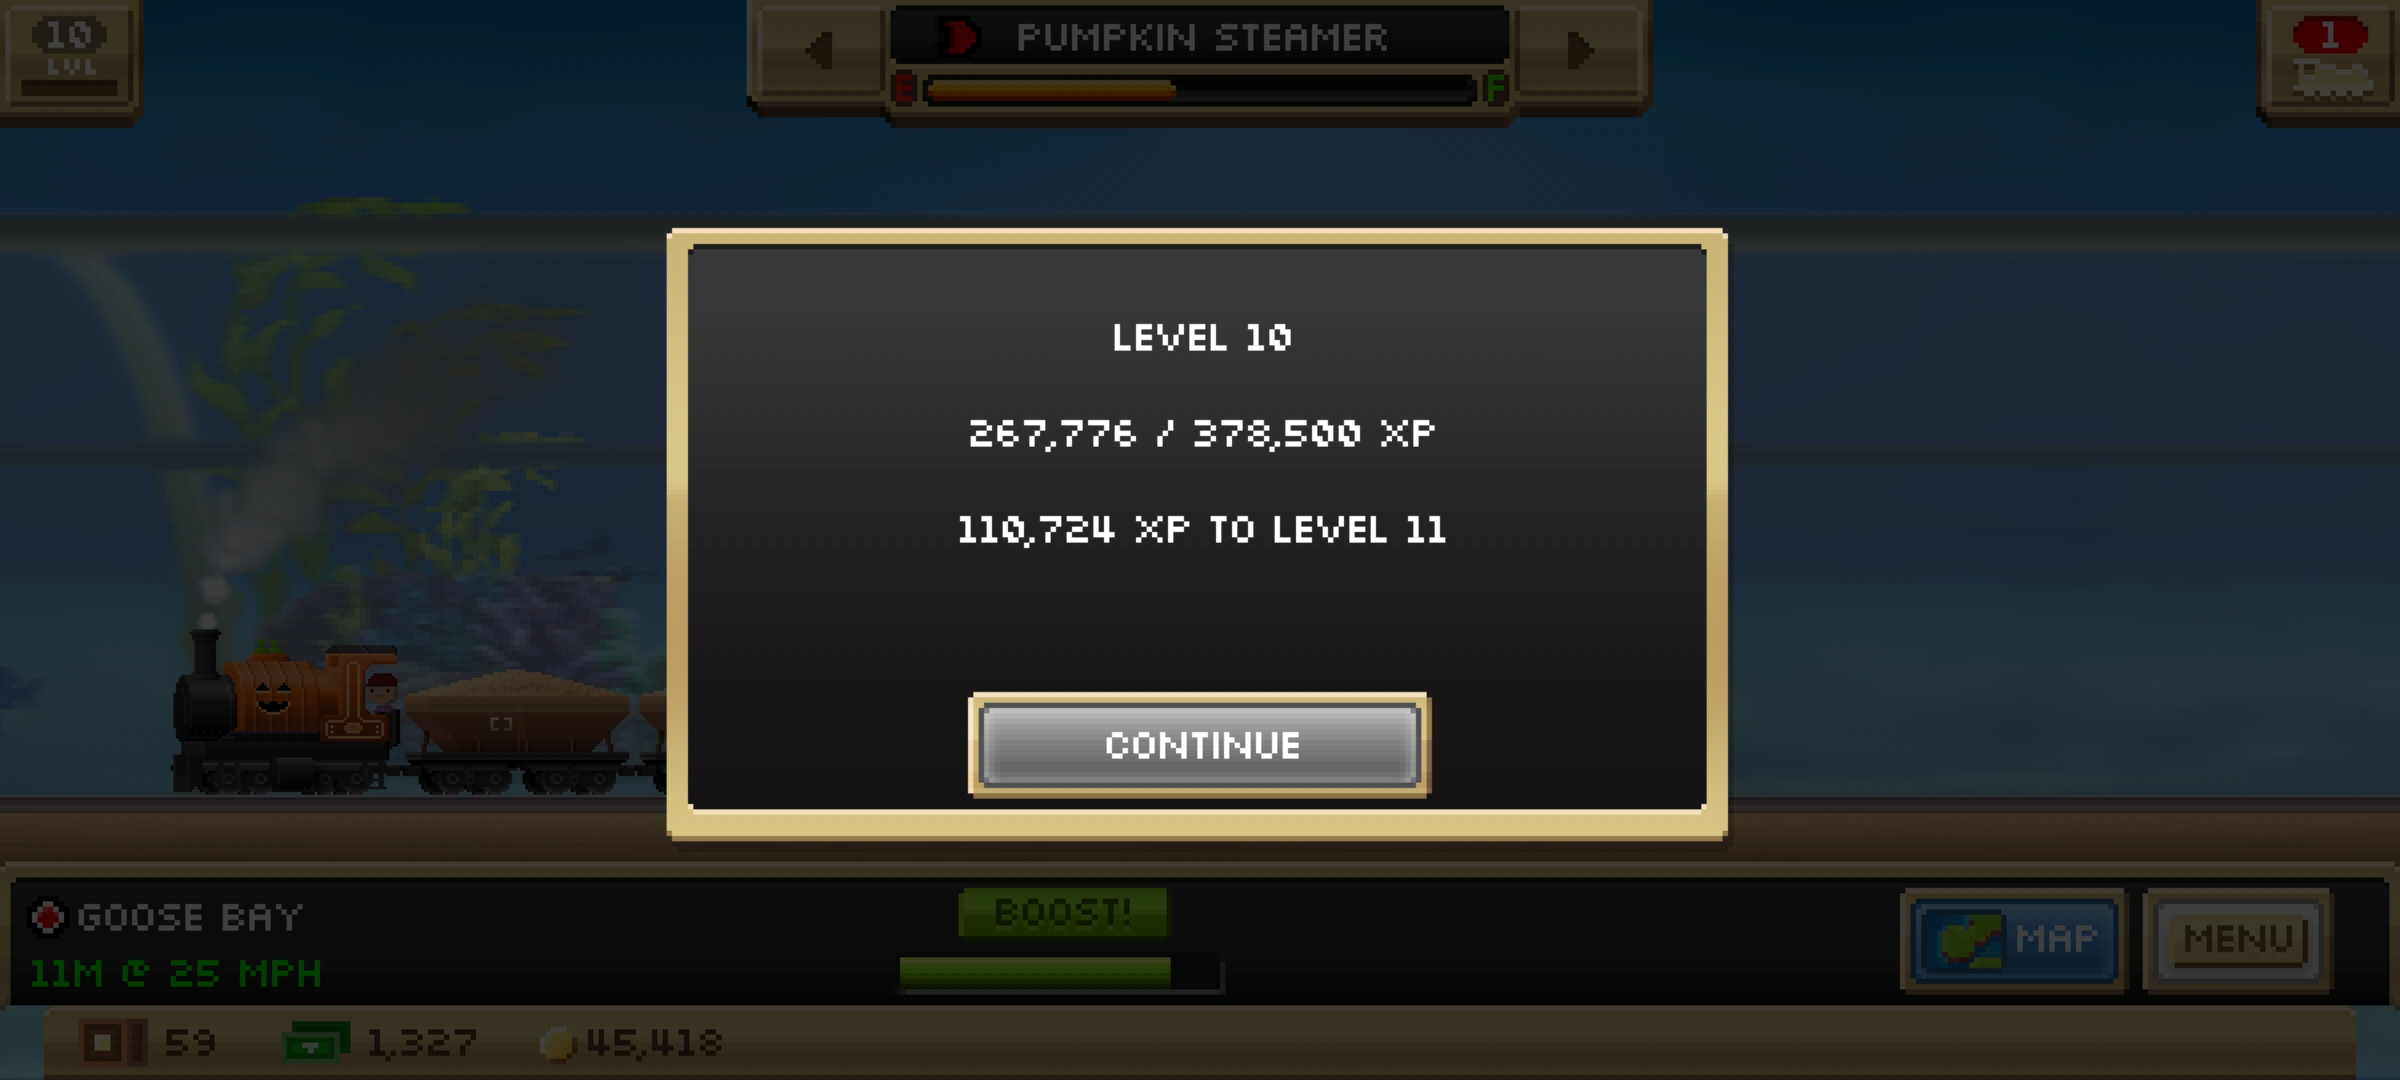 10
LVL
PUMPKIN STEAMER
E F
1
LEVEL 10
267,776 / 378,500 XP
110,724 XP TO LEVEL 11
CONTINUE
GOOSE BAY
11M @ 25 MPH
BOOST!
MAP
MENU
59 1,327 45,418